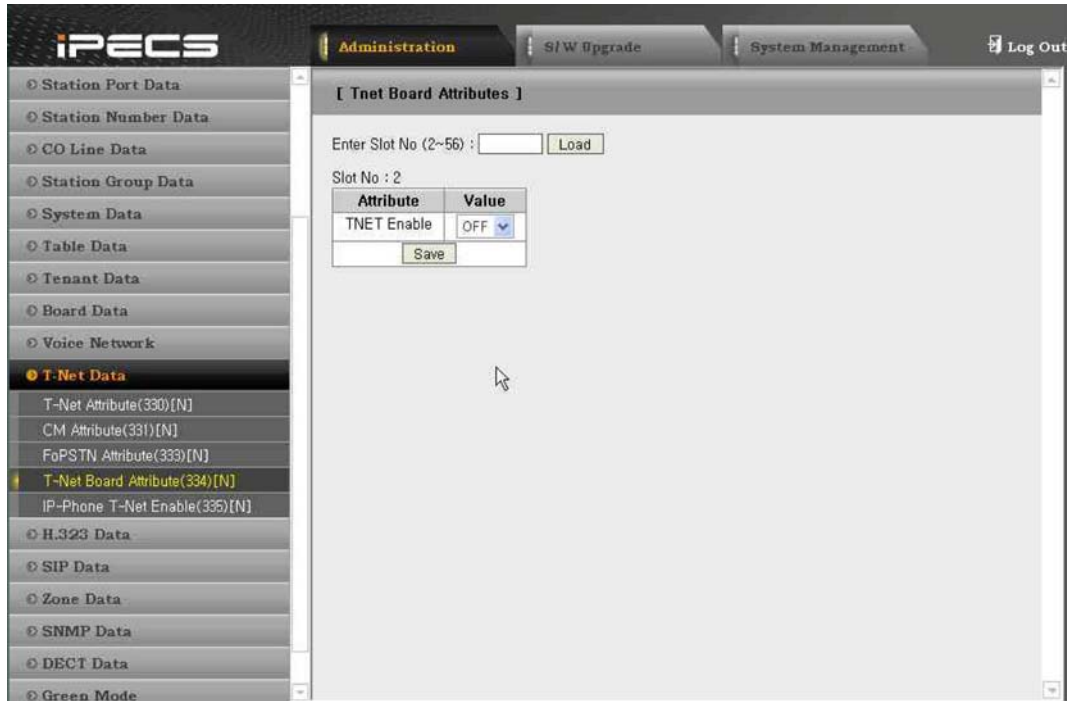 iPECS
Administration
S/W Upgrade
System Management
Log Out
Station Port Data
Station Number Data
CO Line Data
Station Group Data
System Data
Table Data
Tenant Data
Board Data
Voice Network
T-Net Data
T-Net Attribute(330)[N]
CM Attribute(331)[N]
FoPSTN Attribute(333)[N]
T-Net Board Attribute(334)[N]
IP-Phone T-Net Enable(335)[N]
H.323 Data
SIP Data
Zone Data
SNMP Data
DECT Data
Green Mode
[ Tnet Board Attributes ]
Enter Slot No (2~56) : Load
Slot No : 2
Attribute Value
TNET Enable OFF
Save